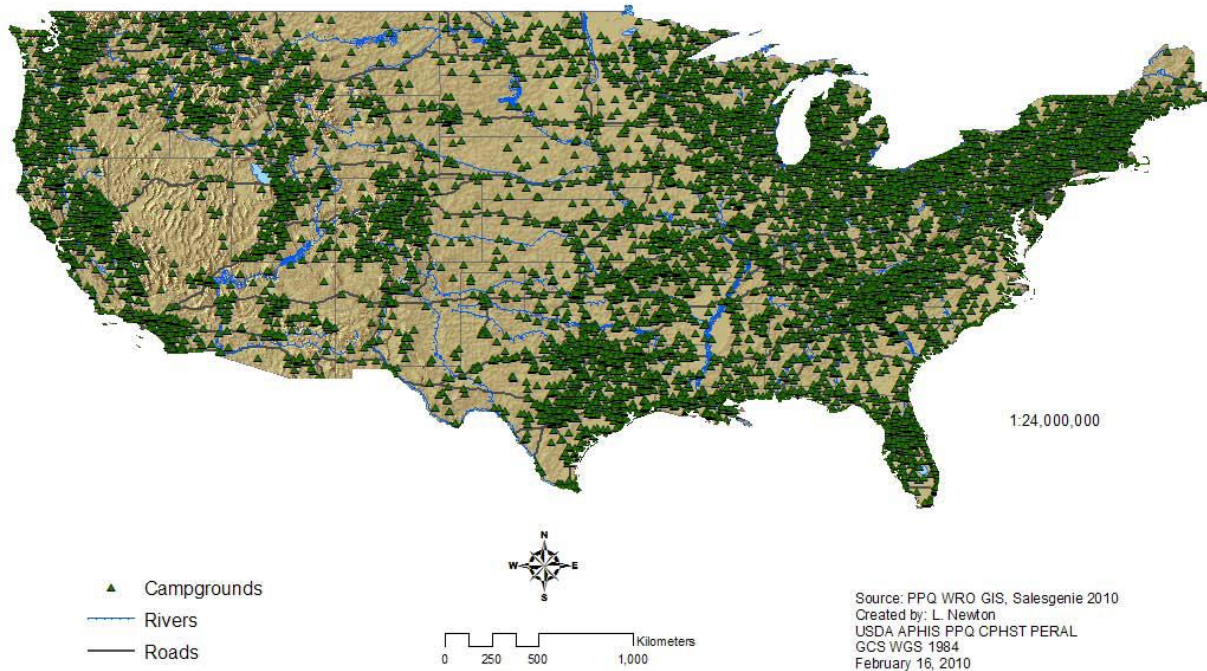 1:24,000,000
N
W E
S
Campgrounds
Rivers
Roads
Kilometers
0 250 500 1,000
Source: PPQ WRO GIS, Salesgenie 2010
Created by: L. Newton
USDA APHIS PPQ CPHST PERAL
GCS WGS 1984
February 16, 2010